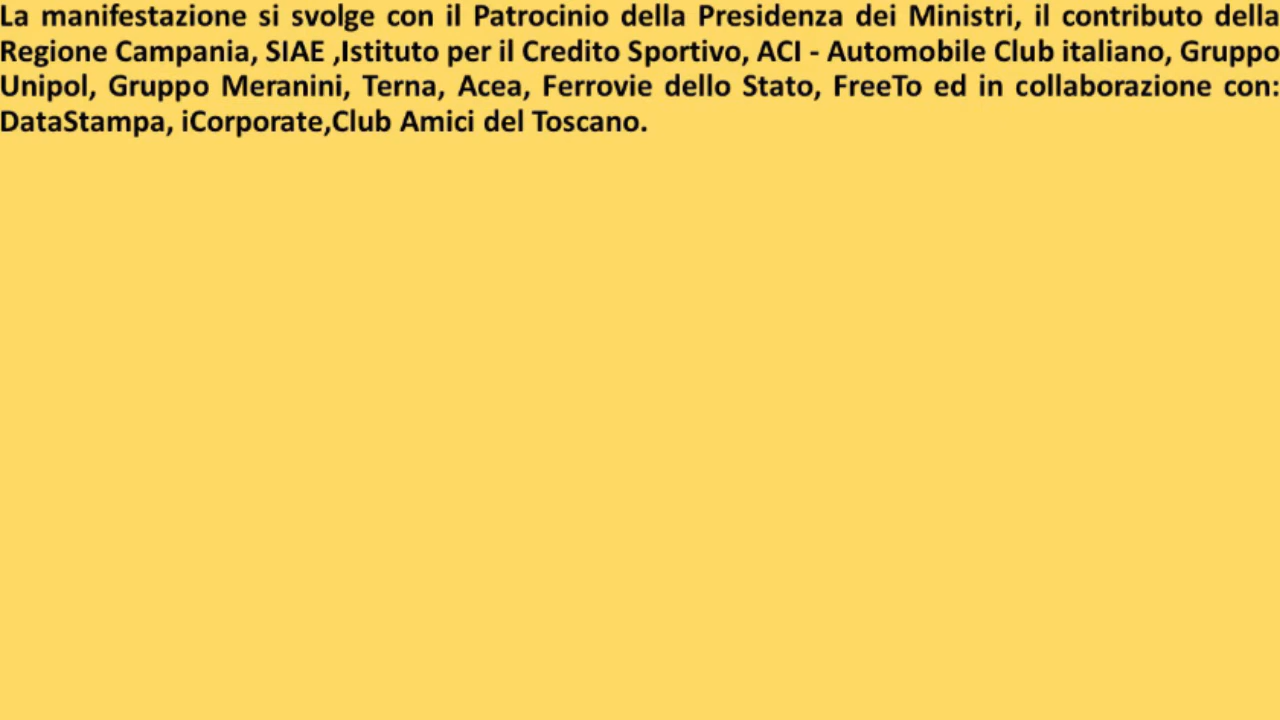 La manifestazione si svolge con il Patrocinio della Presidenza dei Ministri, il contributo della
Regione Campania, SIAE ,Istituto per il Credito Sportivo, ACI - Automobile Club italiano, Gruppo
Unipol, Gruppo Meranini, Terna, Acea, Ferrovie dello Stato, FreeTo ed in collaborazione con:
DataStampa, iCorporate,Club Amici del Toscano.